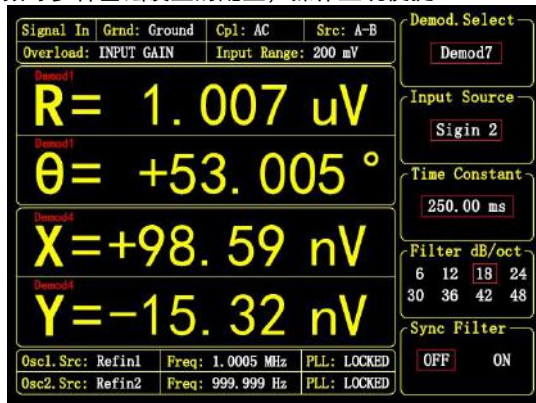 Signal In Grnd: Ground Cpl: AC Src: A-B
Overload: INPUT GAIN Input Range: 200 mV
Demod1
R= 1.007 uV
Demod1
θ= +53.005 °
Demod4
X=+98.59 nV
Demod4
Y=-15.32 nV
Osc1.Src: Refin1 Freq: 1.0005 MHz PLL: LOCKED
Osc2.Src: Refin2 Freq: 999.999 Hz PLL: LOCKED
Demod.Select
Demod7
Input Source
Sigin 2
Time Constant
250.00 ms
Filter dB/oct
6 12 18 24
30 36 42 48
Sync Filter
OFF ON